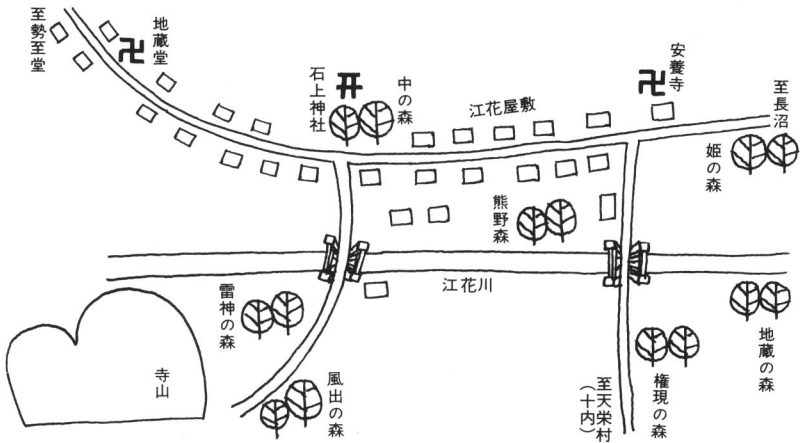 至勢至堂
地蔵堂
石上神社
中の森
江花屋敷
安養寺
至長沼
姫の森
熊野森
江花川
雷神の森
寺山
風出の森
至天栄村
(十内)
権現の森
地蔵の森